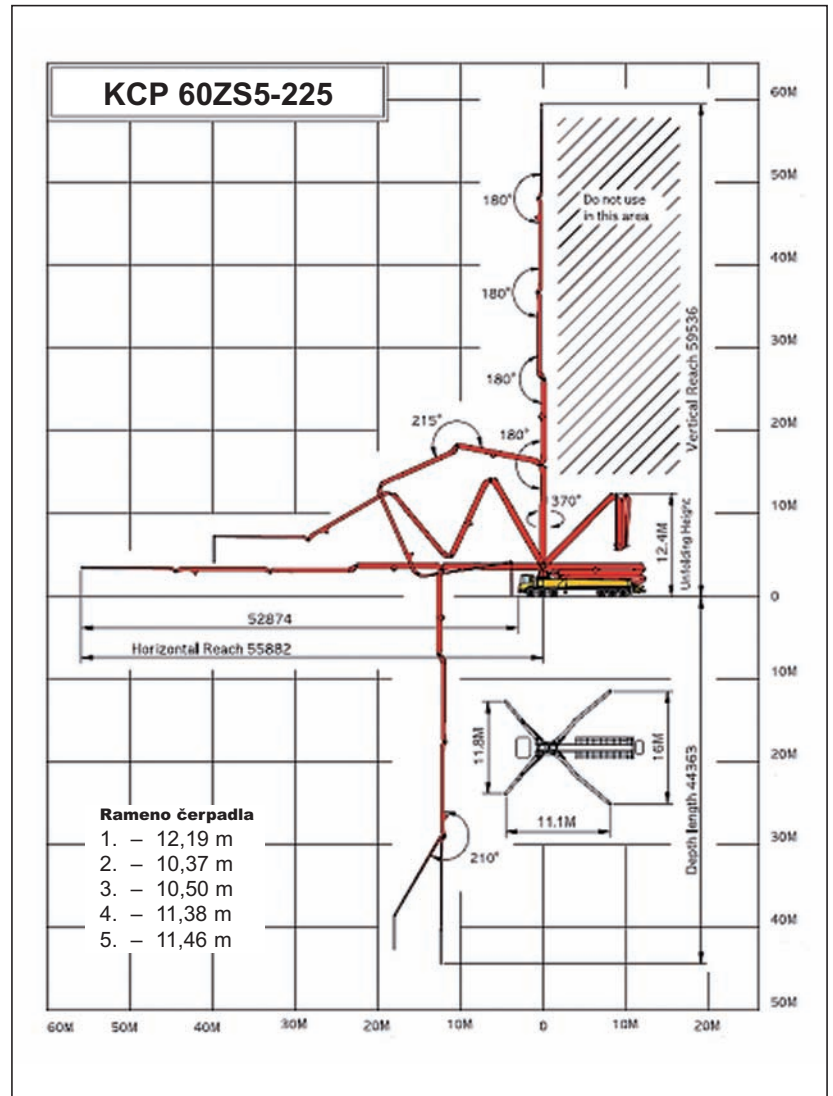 KCP 60ZS5-225
60M
50M
40M
30M
20M
10M
0
10M
20M
30M
40M
50M
180°
Do not use
in this area
180°
180°
215°
180°
370°
Vertical Reach 59536
12.4M
Unfolding Height
52874
Horizontal Reach 55882
11.8M
16M
11.1M
Depth length 44363
210°
Rameno čerpadla
1. – 12,19 m
2. – 10,37 m
3. – 10,50 m
4. – 11,38 m
5. – 11,46 m
60M 50M 40M 30M 20M 10M 0 10M 20M